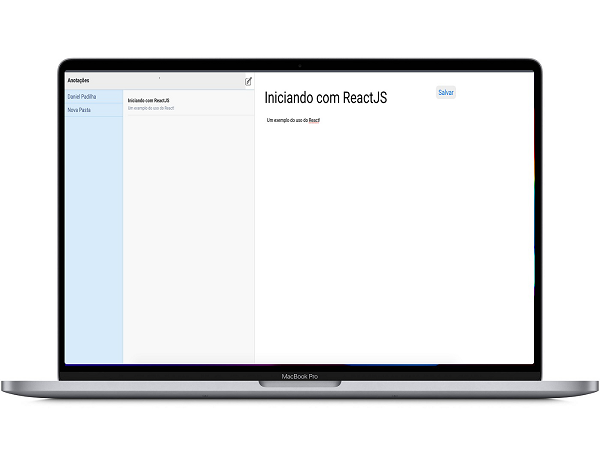 Anotações
Daniel Padilha
Nova Pasta
Iniciando com ReactJS
Um exemplo do uso do React!
Iniciando com ReactJS
Salvar
Um exemplo do uso do React!
MacBook Pro